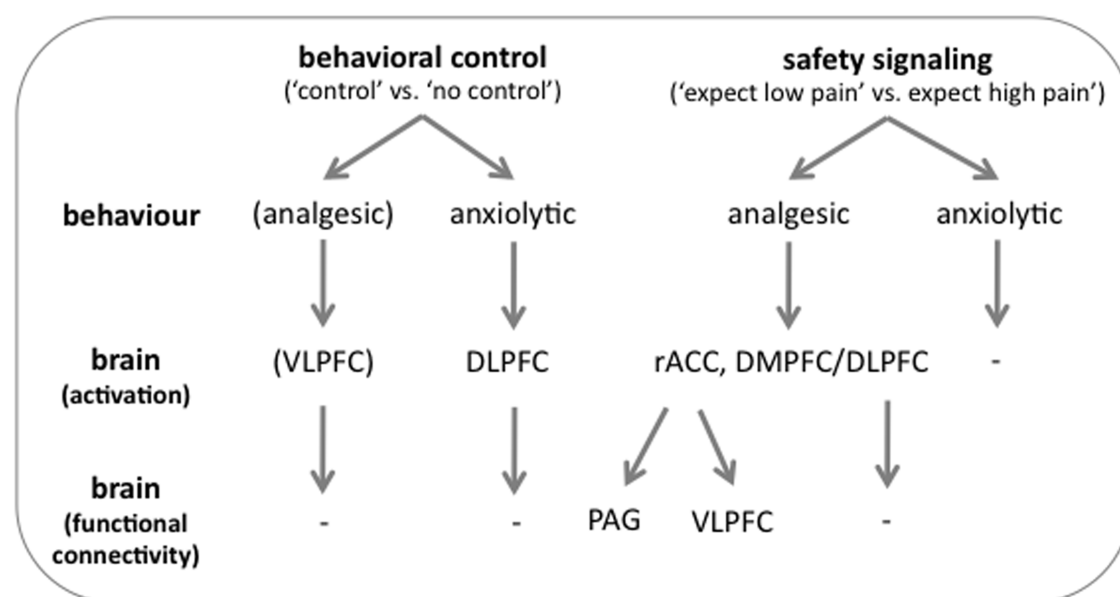 behavioral control
(‘control’ vs. ‘no control’)
safety signaling
(‘expect low pain’ vs. expect high pain’)
behaviour
(analgesic)
anxiolytic
analgesic
anxiolytic
brain
(activation)
(VLPFC)
DLPFC
rACC, DMPFC/DLPFC
-
brain
(functional
connectivity)
-
-
PAG
VLPFC
-